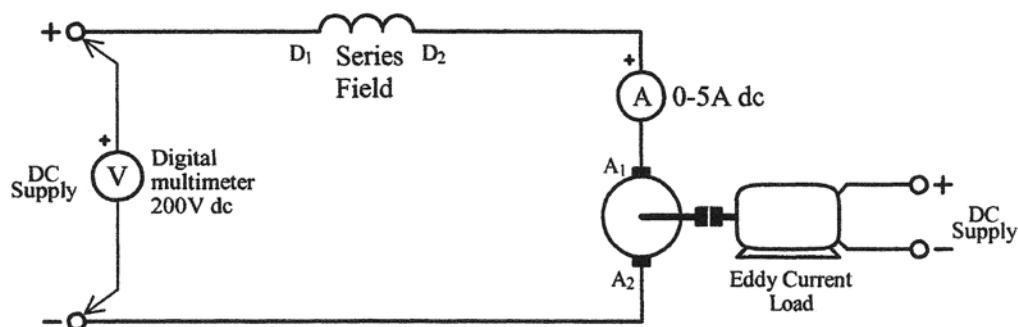 +
D1
Series
Field
D2
+
A
0-5A dc
+
V
Digital
multimeter
200V dc
DC
Supply
A1
A2
+
DC
Supply
−
Eddy Current
Load
−